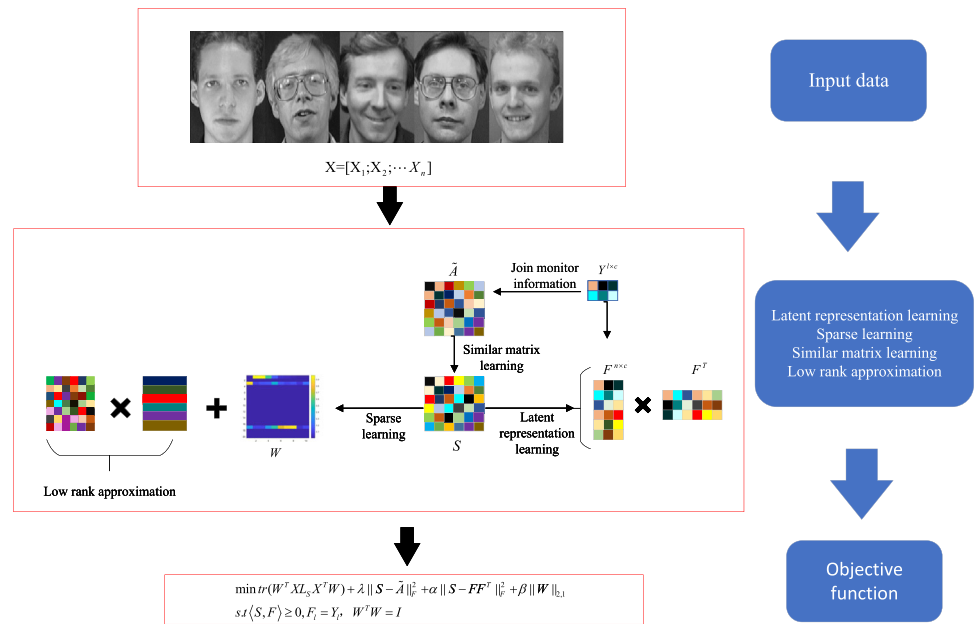 Input data
X=[X₁;X₂;⋯Xₙ]
Ã
Join monitor
information
Y^{l×c}
Similar matrix
learning
Latent representation learning
Sparse learning
Similar matrix learning
Low rank approximation
F^{n×c}
F^T
Sparse
learning
Latent
representation
learning
W
S
Low rank approximation
min tr(W^T XL_S X^T W) + λ || S − Ã ||_F^2 + α || S − FF^T ||_F^2 + β || W ||_{2,1}
s.t ⟨S, F⟩ ≥ 0, F_l = Y_l, W^T W = I
Objective
function